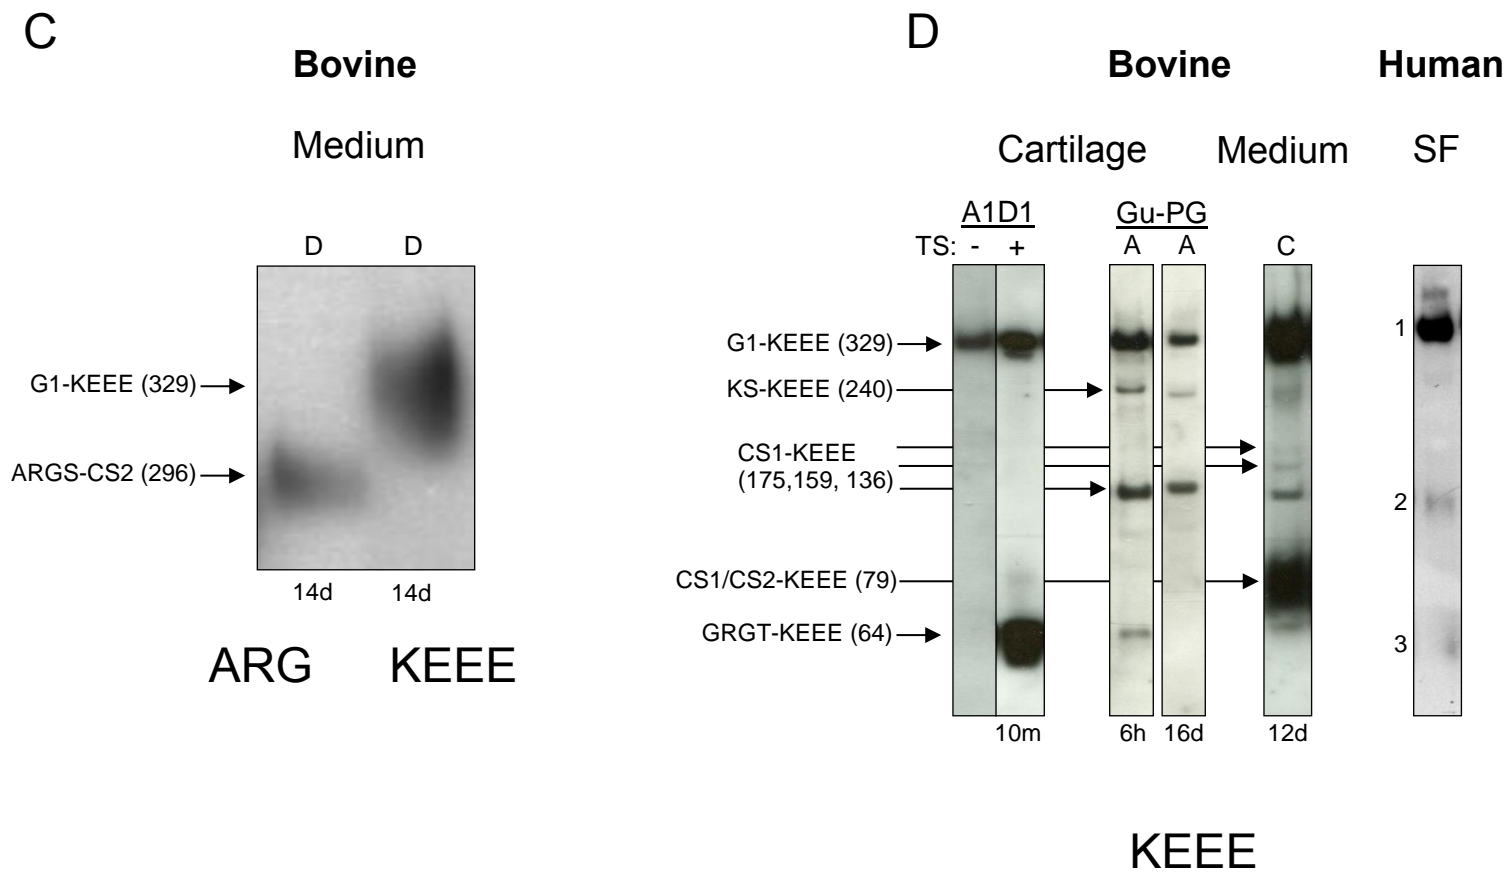 C
Bovine
Medium
D D
G1-KEEE (329)
ARGS-CS2 (296)
14d 14d
ARG KEEE
D
Bovine Human
Cartilage Medium SF
A1D1 Gu-PG
TS: - + A A C
G1-KEEE (329) 1
KS-KEEE (240)
CS1-KEEE
(175,159, 136)
2
CS1/CS2-KEEE (79)
GRGT-KEEE (64)
3
10m 6h 16d 12d
KEEE